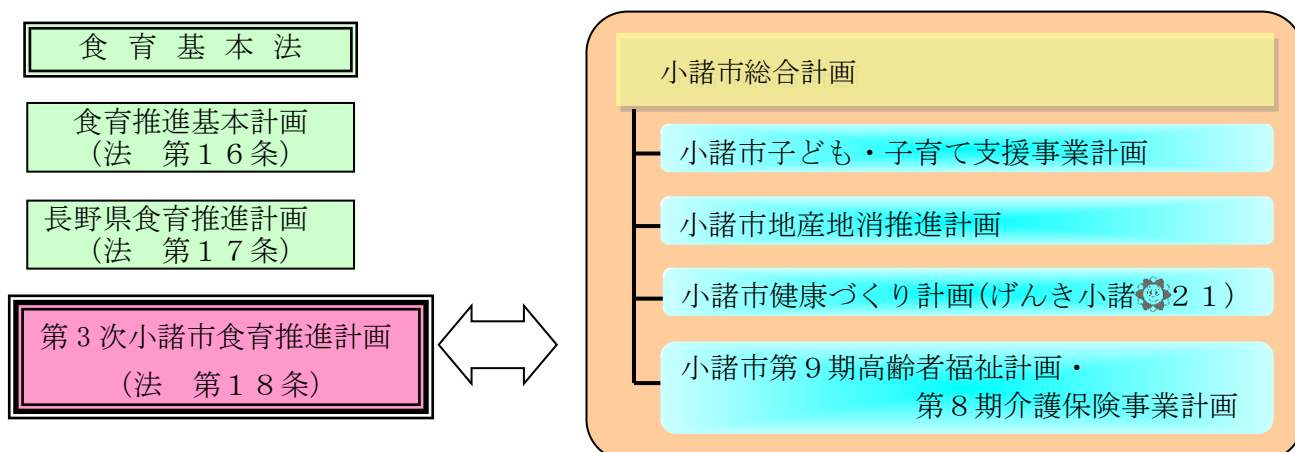 食 育 基 本 法
食育推進基本計画
(法　第１６条)
長野県食育推進計画
(法　第１７条)
第３次小諸市食育推進計画
(法　第１８条)
小諸市総合計画
小諸市子ども・子育て支援事業計画
小諸市地産地消推進計画
小諸市健康づくり計画(げんき小諸２１)
小諸市第９期高齢者福祉計画・
第８期介護保険事業計画